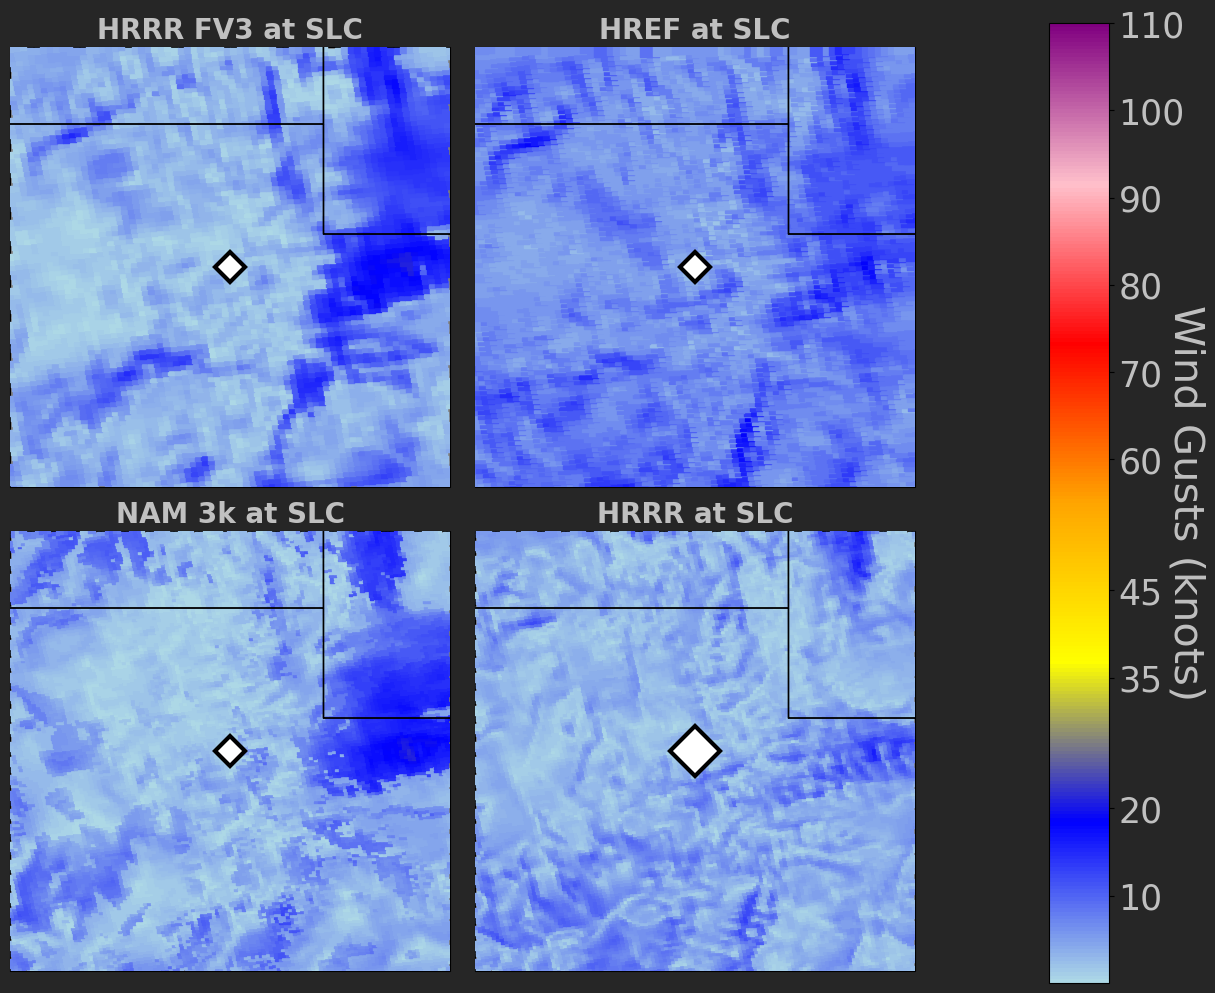 HRRR FV3 at SLC
HREF at SLC
NAM 3k at SLC
HRRR at SLC
110
100
90
80
70
60
45
35
20
10
Wind Gusts (knots)